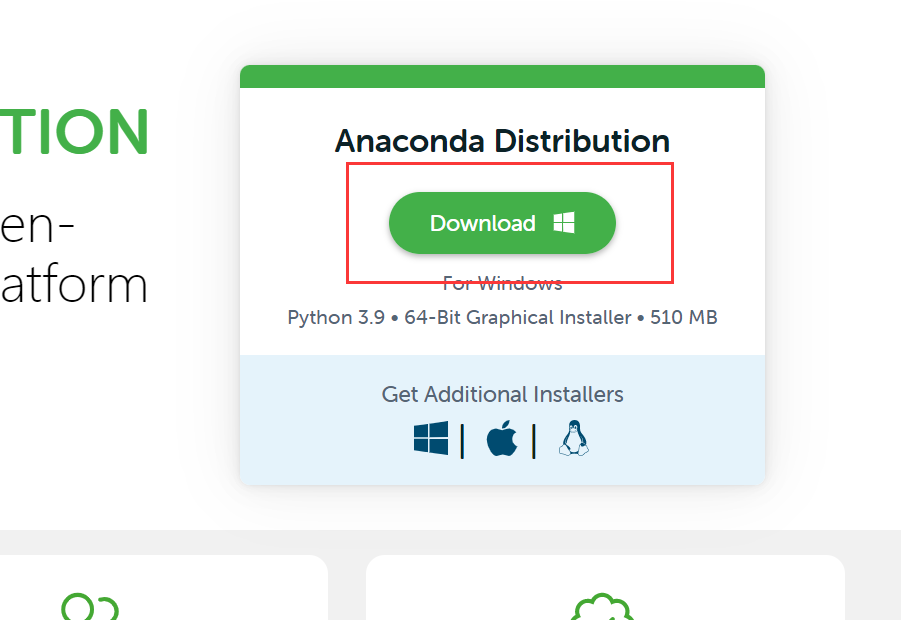 TION
en-
atform
Anaconda Distribution
Download
For Windows
Python 3.9 • 64-Bit Graphical Installer • 510 MB
Get Additional Installers